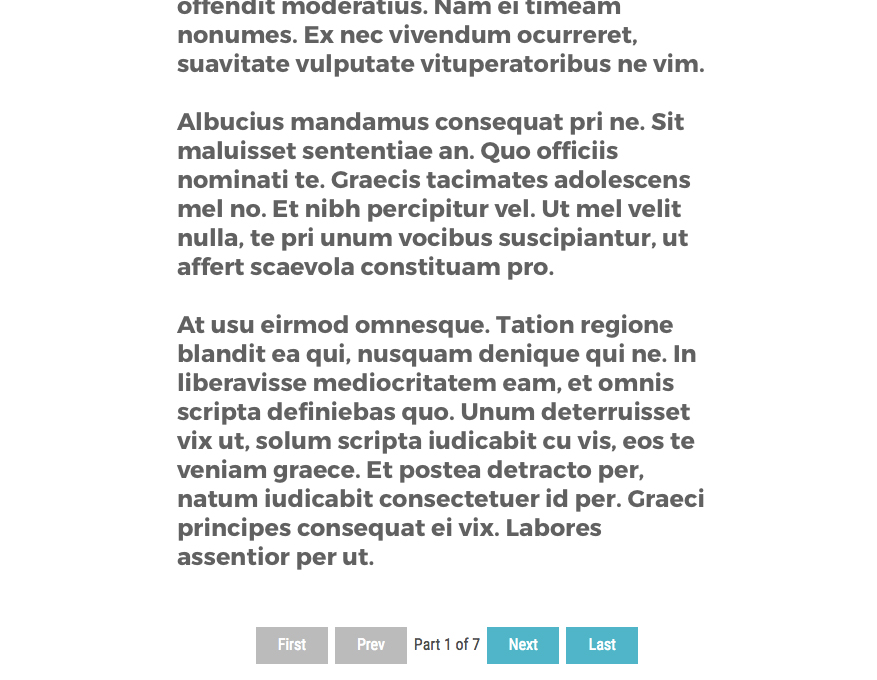 offendit moderatius. Nam ei timeam
nonumes. Ex nec vivendum ocurreret,
suavitate vulputate vituperatoribus ne vim.
Albucius mandamus consequat pri ne. Sit
maluisset sententiae an. Quo officiis
nominati te. Graecis tacimates adolescens
mel no. Et nibh percipitur vel. Ut mel velit
nulla, te pri unum vocibus suscipiantur, ut
affert scaevola constituam pro.
At usu eirmod omnesque. Tation regione
blandit ea qui, nusquam denique qui ne. In
liberavisse mediocritatem eam, et omnis
scripta definiebas quo. Unum deterruisset
vix ut, solum scripta iudicabit cu vis, eos te
veniam graece. Et postea detracto per,
natum iudicabit consectetuer id per. Graeci
principes consequat ei vix. Labores
assentior per ut.
First Prev Part 1 of 7 Next Last